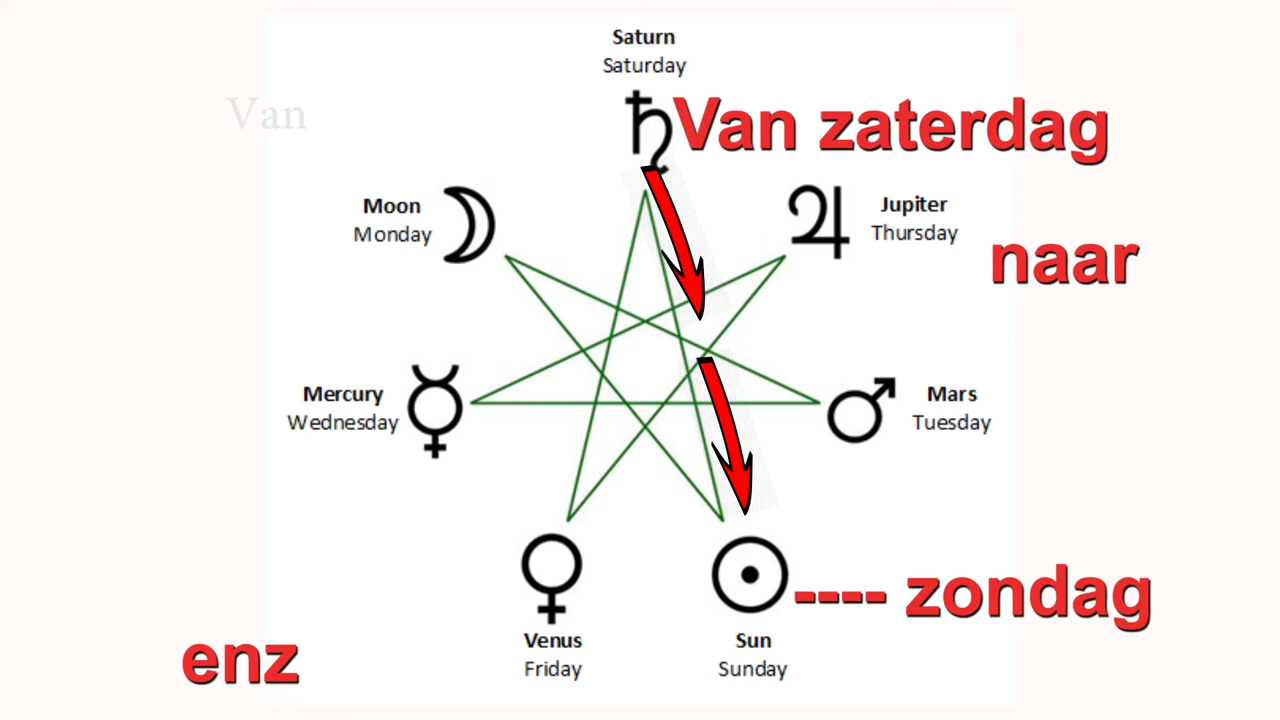 Saturn
Saturday
Van
Van zaterdag
Moon
Monday
Jupiter
Thursday
naar
Mercury
Wednesday
Mars
Tuesday
---- zondag
Venus
Friday
Sun
Sunday
enz